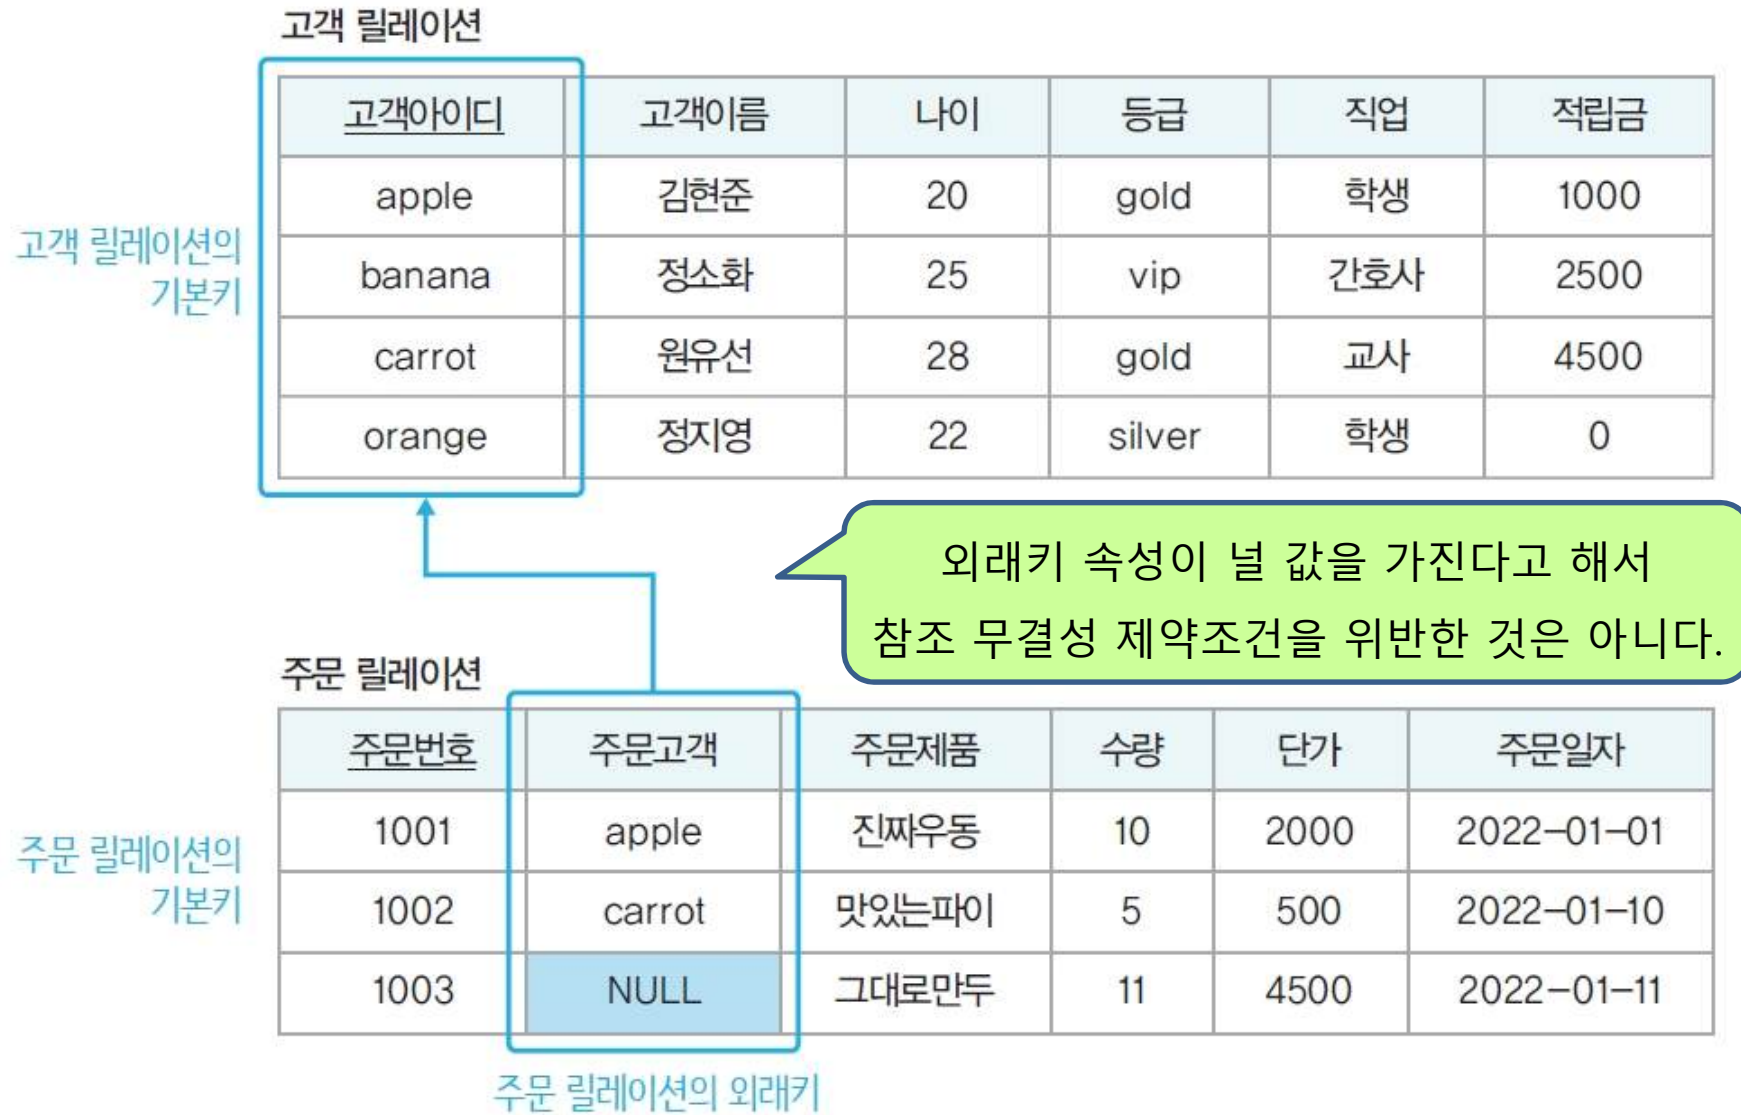 고객 릴레이션
고객아이디 고객이름 나이 등급 직업 적립금
apple 김현준 20 gold 학생 1000
banana 정소화 25 vip 간호사 2500
carrot 원유선 28 gold 교사 4500
orange 정지영 22 silver 학생 0
고객 릴레이션의
기본키
외래키 속성이 널 값을 가진다고 해서
참조 무결성 제약조건을 위반한 것은 아니다.
주문 릴레이션
주문번호 주문고객 주문제품 수량 단가 주문일자
1001 apple 진짜우동 10 2000 2022-01-01
1002 carrot 맛있는파이 5 500 2022-01-10
1003 NULL 그대로만두 11 4500 2022-01-11
주문 릴레이션의
기본키
주문 릴레이션의 외래키